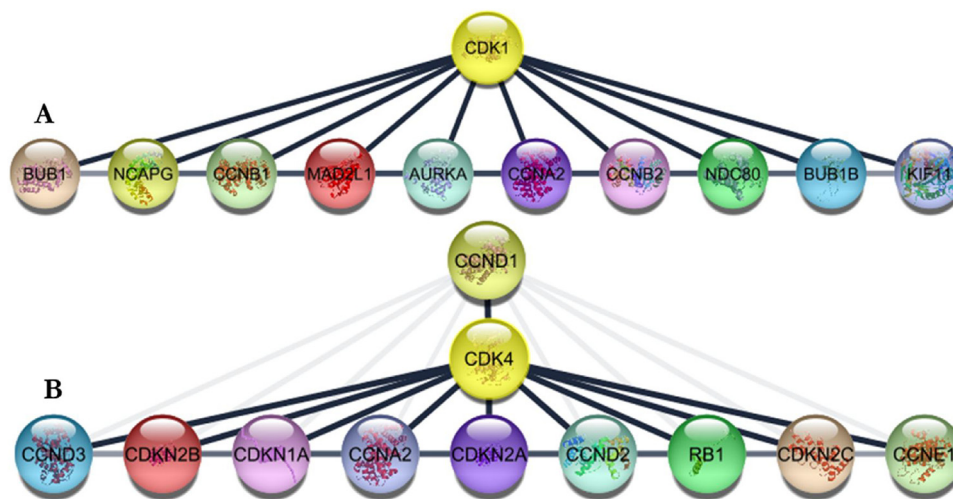 CDK1
A
BUB1 NCAPG CCNB1 MAD2L1 AURKA CCNA2 CCNB2 NDC80 BUB1B KIF11
CCND1
CDK4
B
CCND3 CDKN2B CDKN1A CCNA2 CDKN2A CCND2 RB1 CDKN2C CCNE1